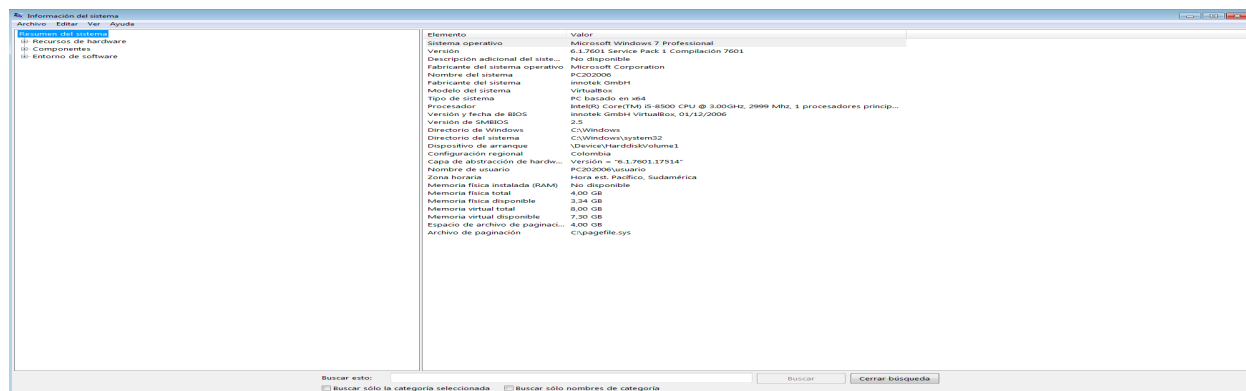 Información del sistema
Archivo Editar Ver Ayuda
Resumen del sistema
Recursos de hardware
Componentes
Entorno de software
Elemento Valor
Sistema operativo Microsoft Windows 7 Professional
Versión 6.1.7601 Service Pack 1 Compilación 7601
Descripción adicional del siste... No disponible
Fabricante del sistema operativo Microsoft Corporation
Nombre del sistema PC202006
Fabricante del sistema innotek GmbH
Modelo del sistema VirtualBox
Tipo de sistema PC basado en x64
Procesador Intel(R) Core(TM) i5-8500 CPU @ 3.00GHz, 2999 Mhz, 1 procesadores princip...
Versión y fecha de BIOS innotek GmbH VirtualBox, 01/12/2006
Versión de SMBIOS 2.5
Directorio de Windows C:\Windows
Directorio del sistema C:\Windows\system32
Dispositivo de arranque \Device\HarddiskVolume1
Configuración regional Colombia
Capa de abstracción de hardw... Versión = "6.1.7601.17514"
Nombre de usuario PC202006\usuario
Zona horaria Hora est. Pacífico, Sudamérica
Memoria física instalada (RAM) No disponible
Memoria física total 4,00 GB
Memoria física disponible 3,34 GB
Memoria virtual total 8,00 GB
Memoria virtual disponible 7,30 GB
Espacio de archivo de paginaci... 4,00 GB
Archivo de paginación C:\pagefile.sys
Buscar esto: Buscar Cerrar búsqueda
Buscar sólo la categoría seleccionada Buscar sólo nombres de categoría